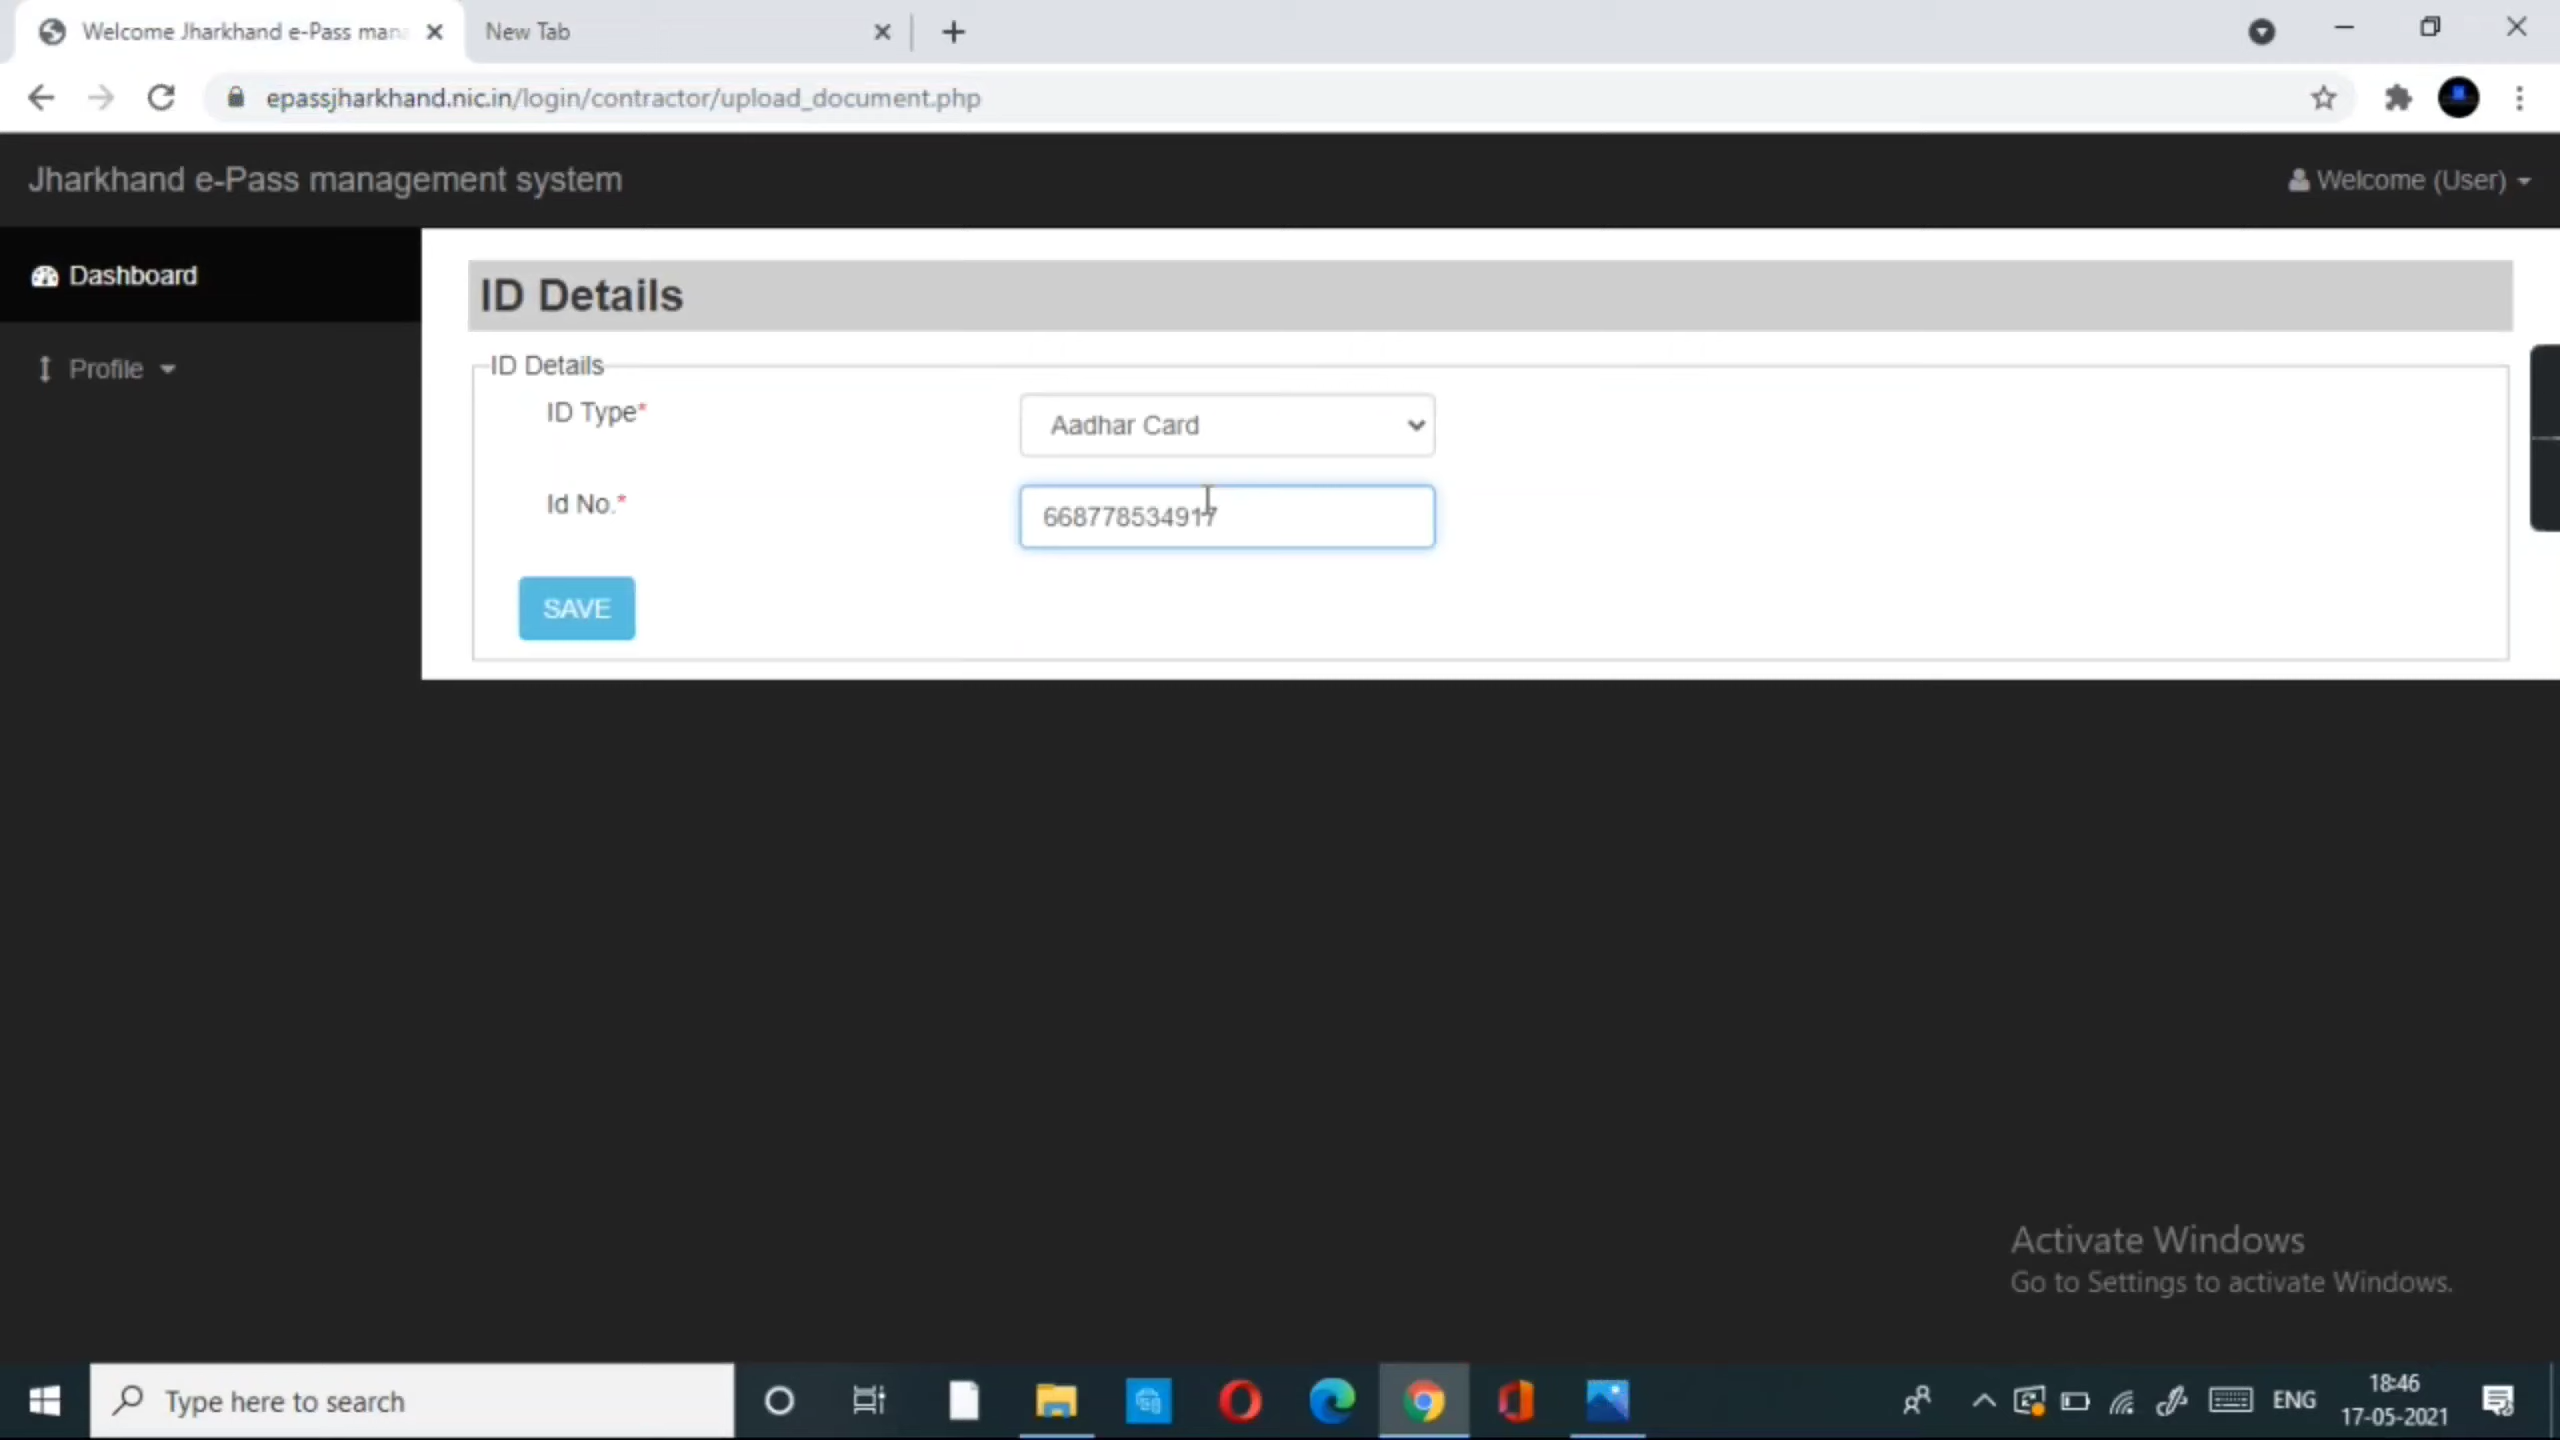 Welcome Jharkhand e-Pass mana
New Tab
epassjharkhand.nic.in/login/contractor/upload_document.php
Jharkhand e-Pass management system
Welcome (User)
Dashboard
Profile
ID Details
ID Details
ID Type*
Aadhar Card
Id No.*
668778534917
SAVE
Activate Windows
Go to Settings to activate Windows.
Type here to search
ENG
18:46
17-05-2021